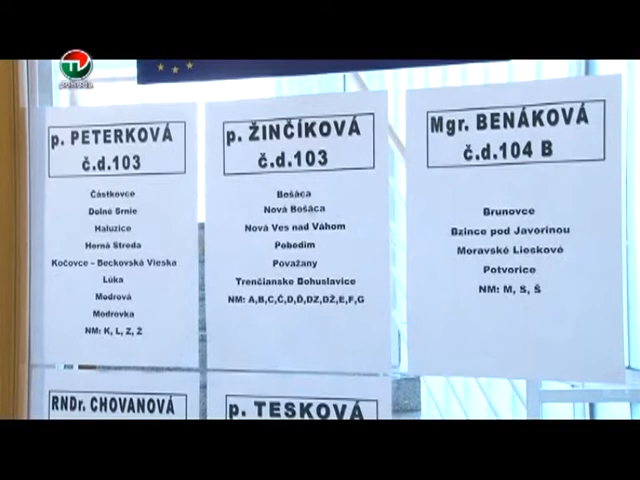 TV
p. PETERKOVÁ
č.d.103
Částkovce
Dolné Srnie
Haluzice
Horná Streda
Kočovce – Beckovská Vieska
Lúka
Modrová
Modrovka
NM: K, L, Z, Ž
p. ŽINČÍKOVÁ
č.d.103
Bošáca
Nová Bošáca
Nová Ves nad Váhom
Pobedim
Považany
Trenčianske Bohuslavice
NM: A,B,C,Č,D,Ď,DZ,DŽ,E,F,G
Mgr. BENÁKOVÁ
č.d.104 B
Brunovce
Bzince pod Javorinou
Moravské Lieskové
Potvorice
NM: M, S, Š
RNDr. CHOVANOVÁ
p. TESKOVÁ